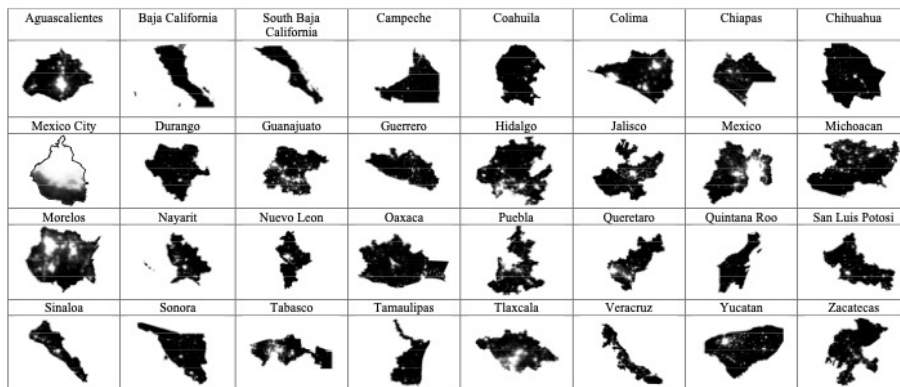 Aguascalientes Baja California South Baja California Campeche Coahuila Colima Chiapas Chihuahua
Mexico City Durango Guanajuato Guerrero Hidalgo Jalisco Mexico Michoacan
Morelos Nayarit Nuevo Leon Oaxaca Puebla Queretaro Quintana Roo San Luis Potosi
Sinaloa Sonora Tabasco Tamaulipas Tlaxcala Veracruz Yucatan Zacatecas